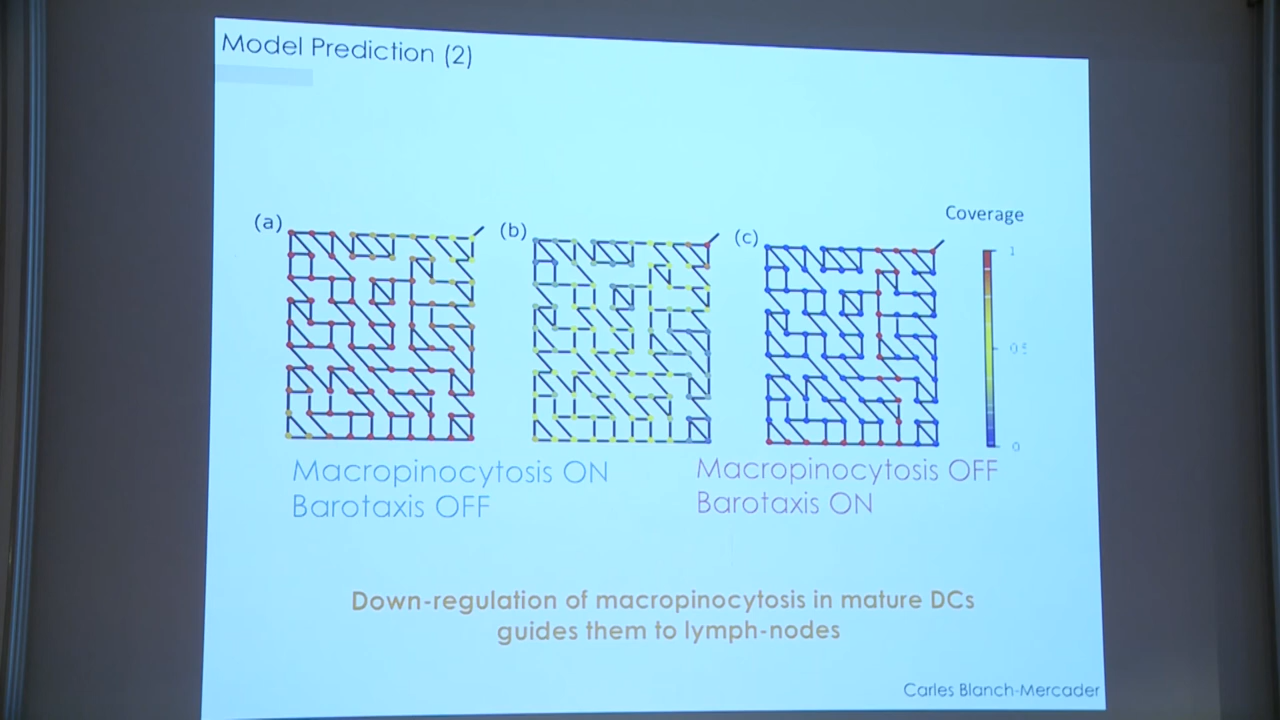 Model Prediction (2)
(a)
(b)
(c)
Coverage
1
0.5
0
Macropinocytosis ON
Barotaxis OFF
Macropinocytosis OFF
Barotaxis ON
Down-regulation of macropinocytosis in mature DCs
guides them to lymph-nodes
Carles Blanch-Mercader